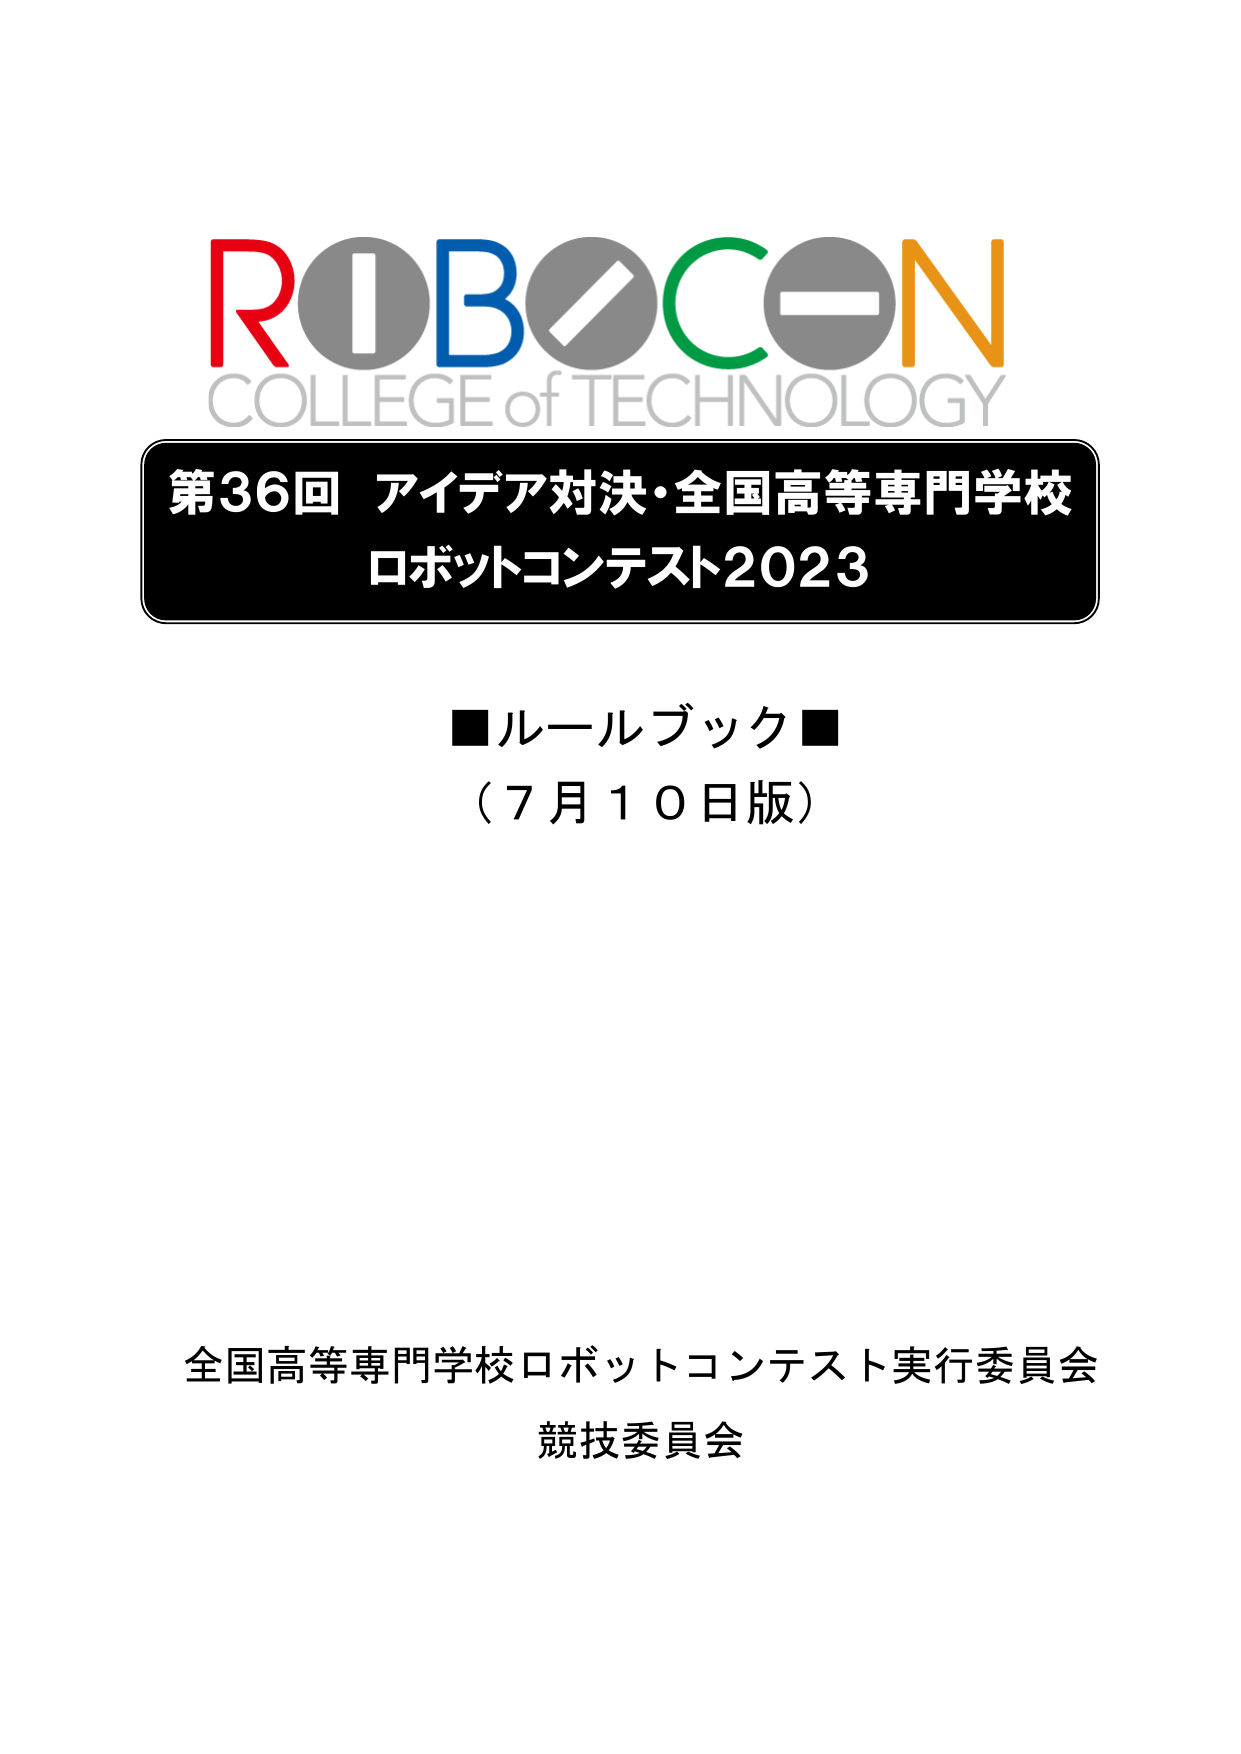 ROBOCON
COLLEGE of TECHNOLOGY
第36回 アイデア対決・全国高等専門学校
ロボットコンテスト2023
■ルールブック■
（７月１０日版）
全国高等専門学校ロボットコンテスト実行委員会
競技委員会